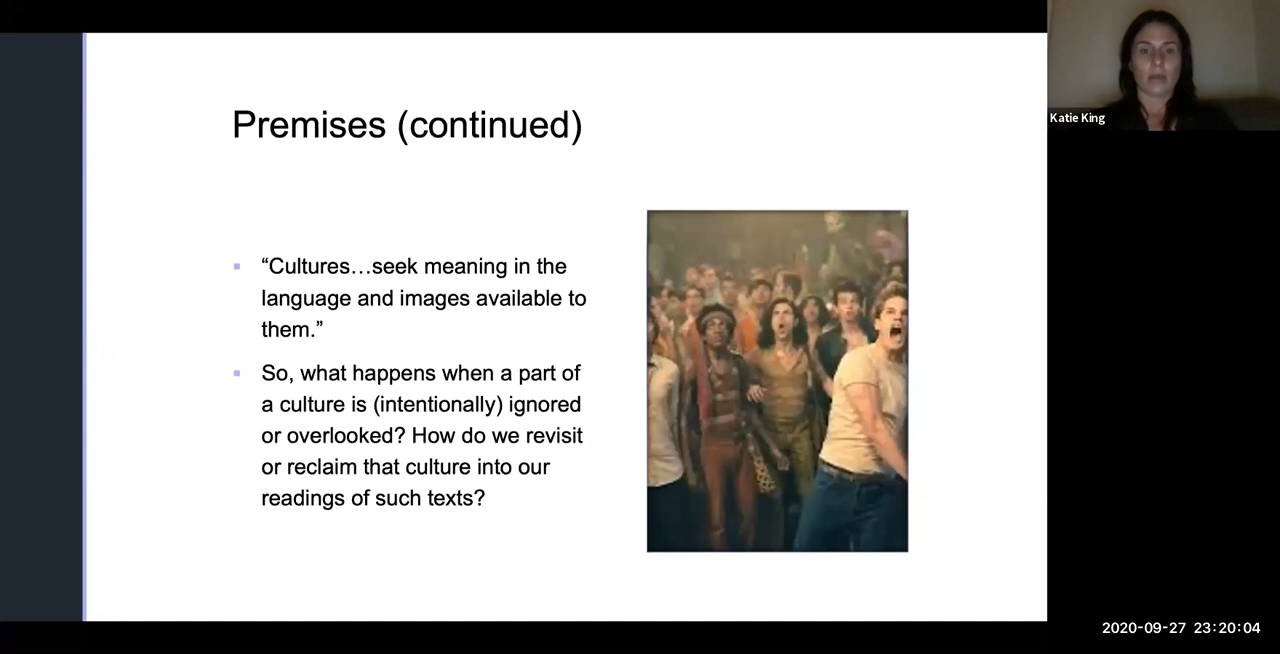 Premises (continued)
“Cultures…seek meaning in the
language and images available to
them.”
So, what happens when a part of
a culture is (intentionally) ignored
or overlooked? How do we revisit
or reclaim that culture into our
readings of such texts?
Katie King
2020-09-27 23:20:04